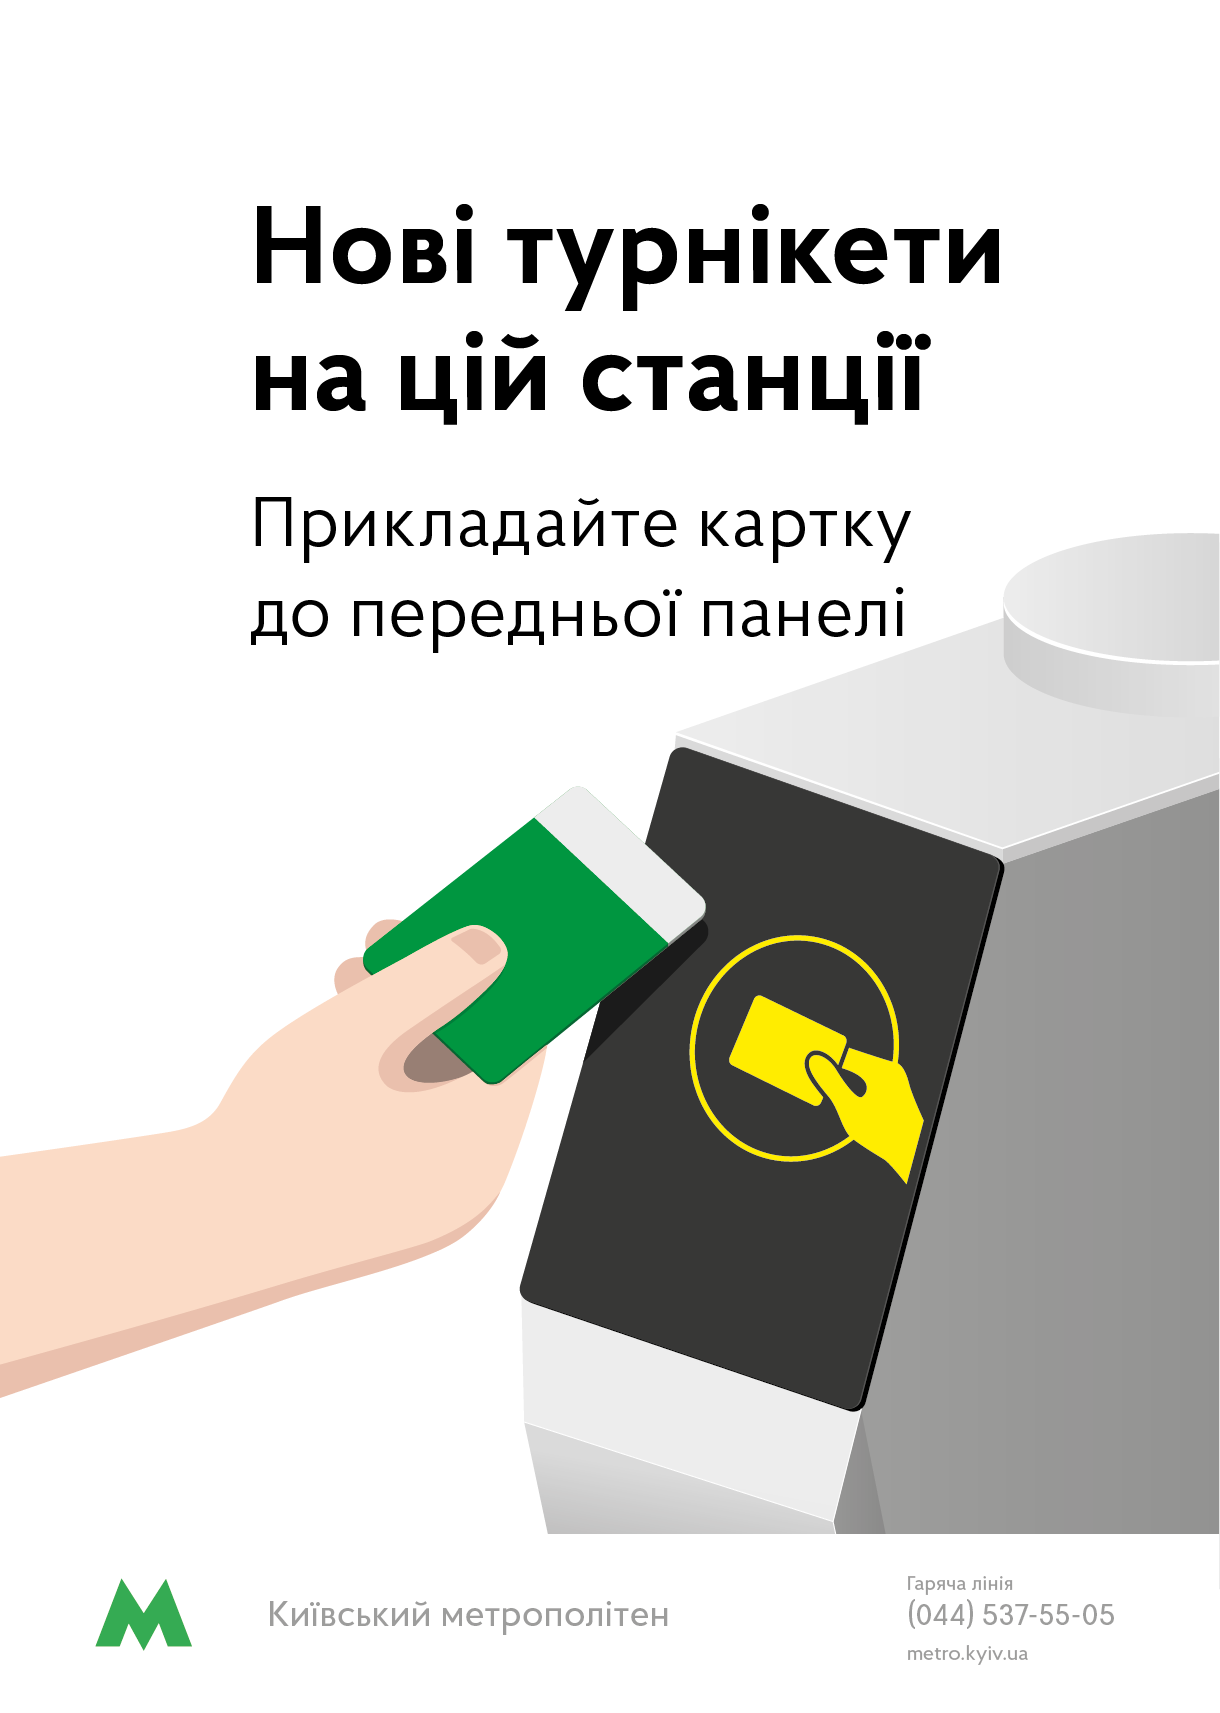 Нові турнікети
на цій станції
Прикладайте картку
до передньої панелі
Київський метрополітен
Гаряча лінія
(044) 537-55-05
metro.kyiv.ua